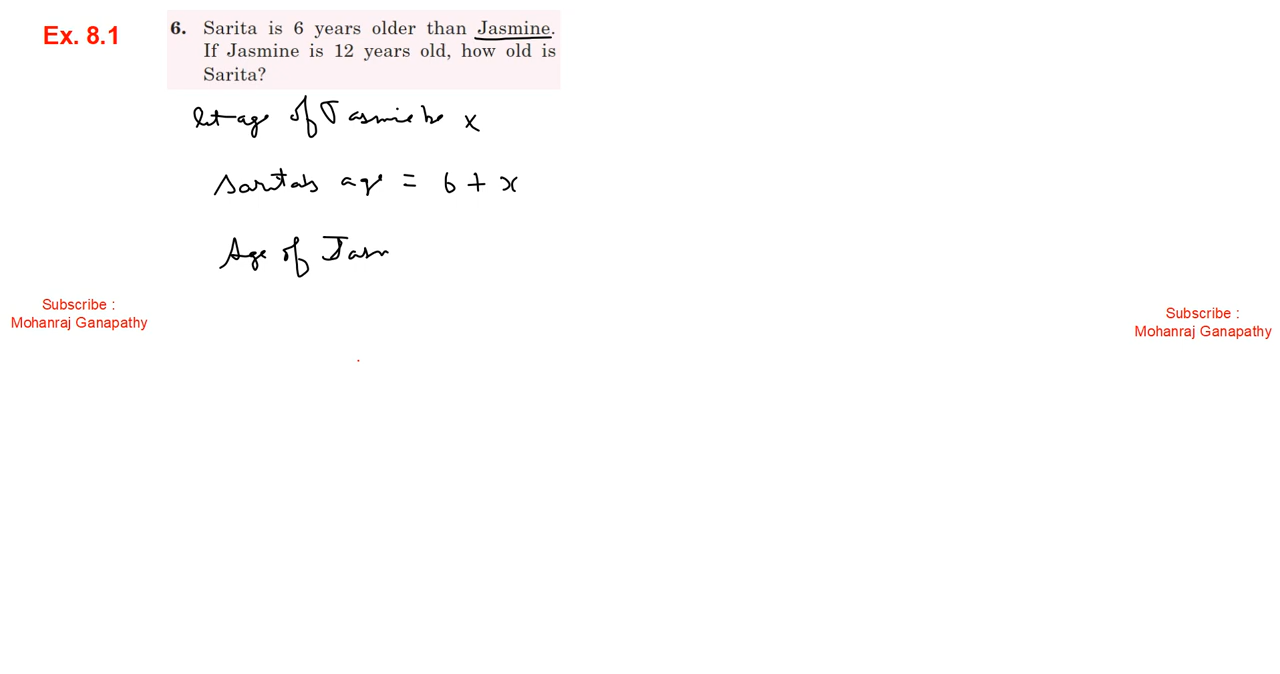 Ex. 8.1
6. Sarita is 6 years older than Jasmine.
If Jasmine is 12 years old, how old is
Sarita?
let age of Jasmie be x
Sarita's age = 6 + x
Age of Jasm
Subscribe :
Mohanraj Ganapathy
Subscribe :
Mohanraj Ganapathy